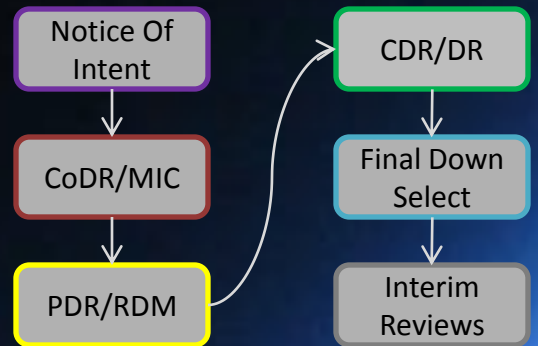 Notice Of
Intent
CoDR/MIC
PDR/RDM
CDR/DR
Final Down
Select
Interim
Reviews